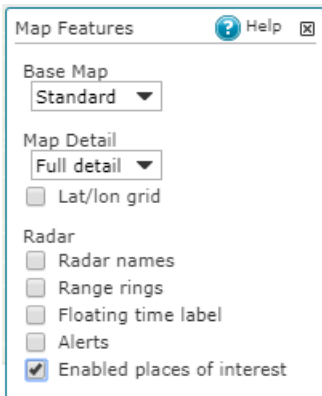 Map Features Help
Base Map
Standard
Map Detail
Full detail
Lat/lon grid
Radar
Radar names
Range rings
Floating time label
Alerts
Enabled places of interest